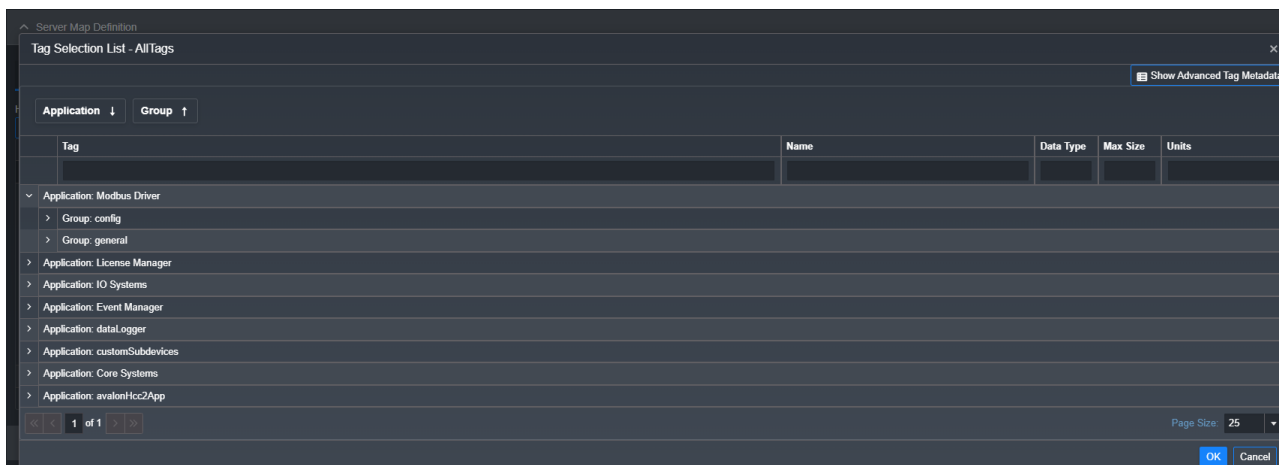 Server Map Definition
Tag Selection List - AllTags
Show Advanced Tag Metadata
Application ↓ Group ↑
Tag Name Data Type Max Size Units
Application: Modbus Driver
Group: config
Group: general
Application: License Manager
Application: IO Systems
Application: Event Manager
Application: dataLogger
Application: customSubdevices
Application: Core Systems
Application: avalonHcc2App
1 of 1 Page Size: 25
OK Cancel